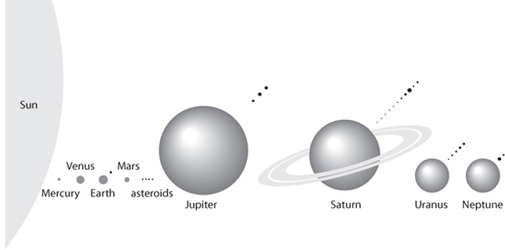 Sun
Venus
Mars
Mercury
Earth
asteroids
Jupiter
Saturn
Uranus
Neptune